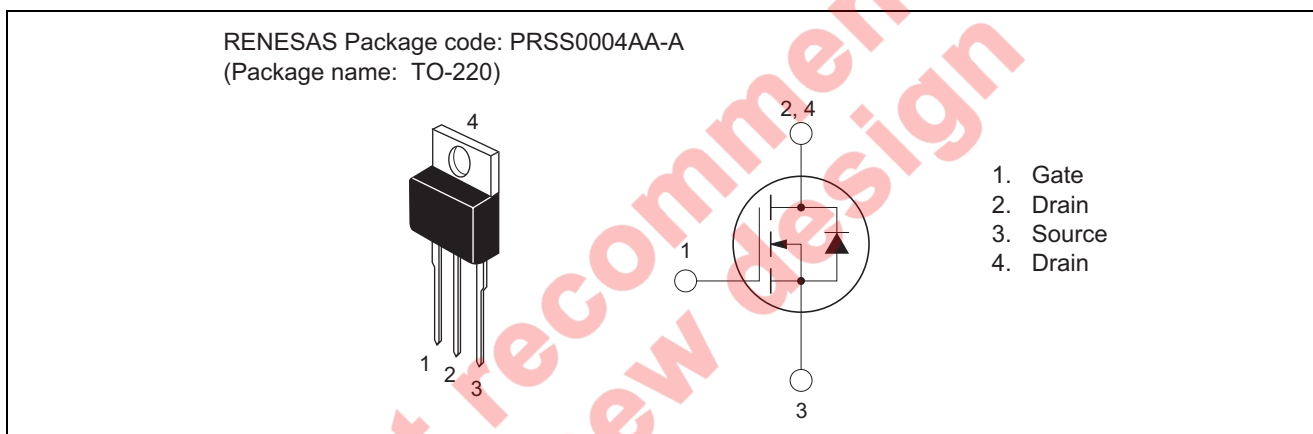 RENESAS Package code: PRSS0004AA-A
(Package name: TO-220)
4
1
2
3
2, 4
1
3
1. Gate
2. Drain
3. Source
4. Drain
design